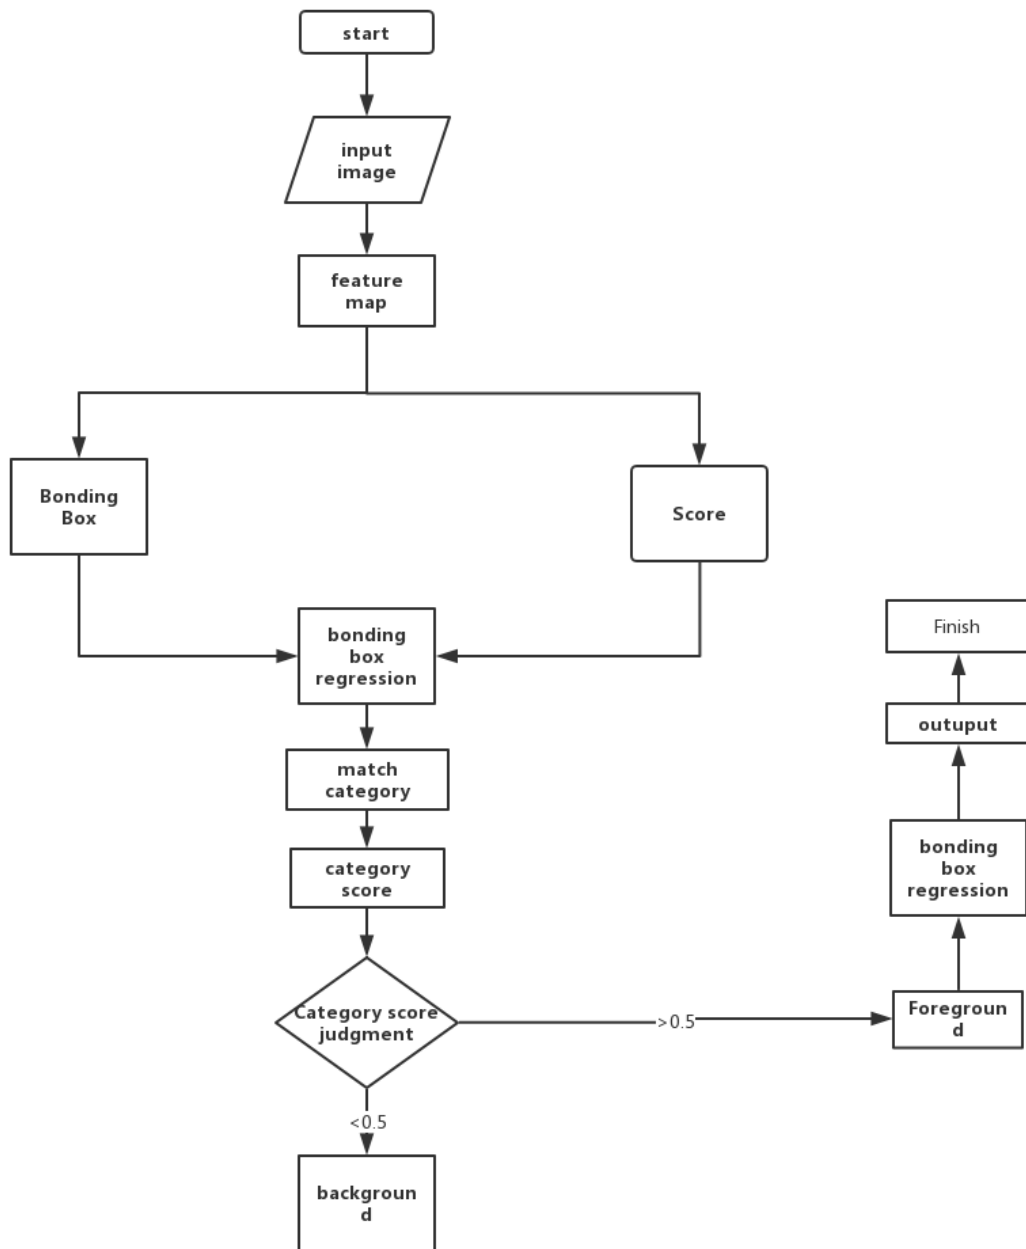 start
input
image
feature
map
Bonding
Box
Score
bonding
box
regression
match
category
category
score
Category score
judgment
<0.5
backgroun
d
>0.5
Foregroun
d
bonding
box
regression
outuput
Finish